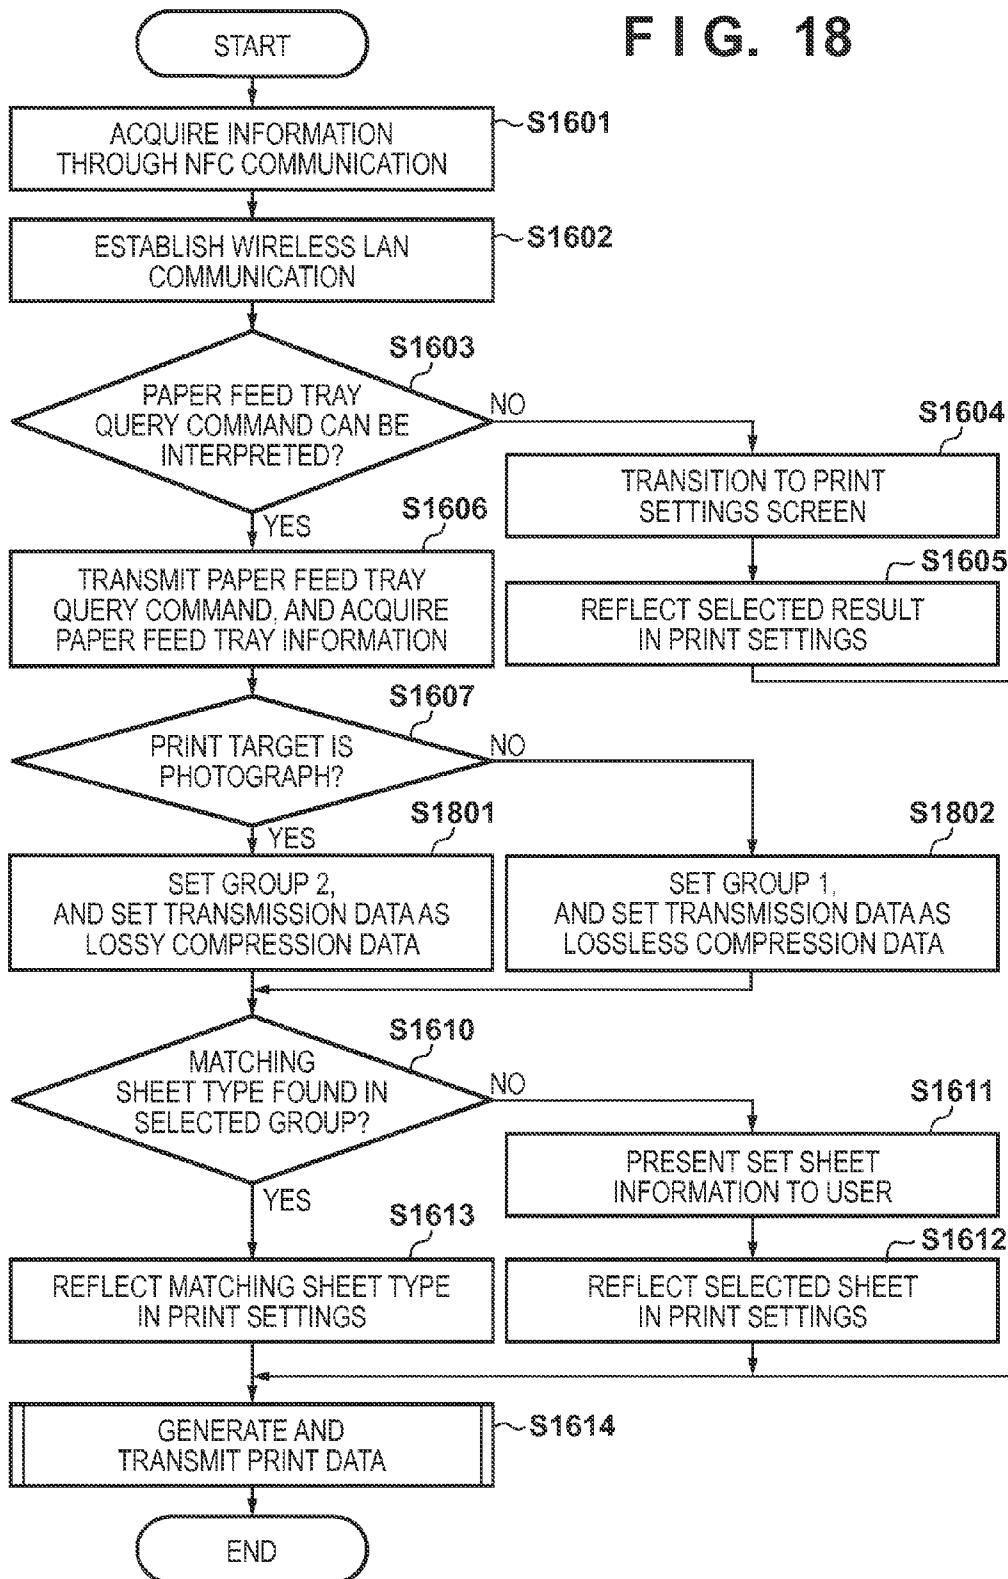 FIG. 18
START
ACQUIRE INFORMATION
THROUGH NFC COMMUNICATION
S1601
ESTABLISH WIRELESS LAN
COMMUNICATION
S1602
S1603
PAPER FEED TRAY
QUERY COMMAND CAN BE
INTERPRETED?
NO
YES
S1604
TRANSITION TO PRINT
SETTINGS SCREEN
S1605
REFLECT SELECTED RESULT
IN PRINT SETTINGS
S1606
TRANSMIT PAPER FEED TRAY
QUERY COMMAND, AND ACQUIRE
PAPER FEED TRAY INFORMATION
S1607
PRINT TARGET IS
PHOTOGRAPH?
NO
YES
S1801
SET GROUP 2,
AND SET TRANSMISSION DATA AS
LOSSY COMPRESSION DATA
S1802
SET GROUP 1,
AND SET TRANSMISSION DATA AS
LOSSLESS COMPRESSION DATA
S1610
MATCHING
SHEET TYPE FOUND IN
SELECTED GROUP?
NO
YES
S1611
PRESENT SET SHEET
INFORMATION TO USER
S1612
REFLECT SELECTED SHEET
IN PRINT SETTINGS
S1613
REFLECT MATCHING SHEET TYPE
IN PRINT SETTINGS
GENERATE AND
TRANSMIT PRINT DATA
S1614
END